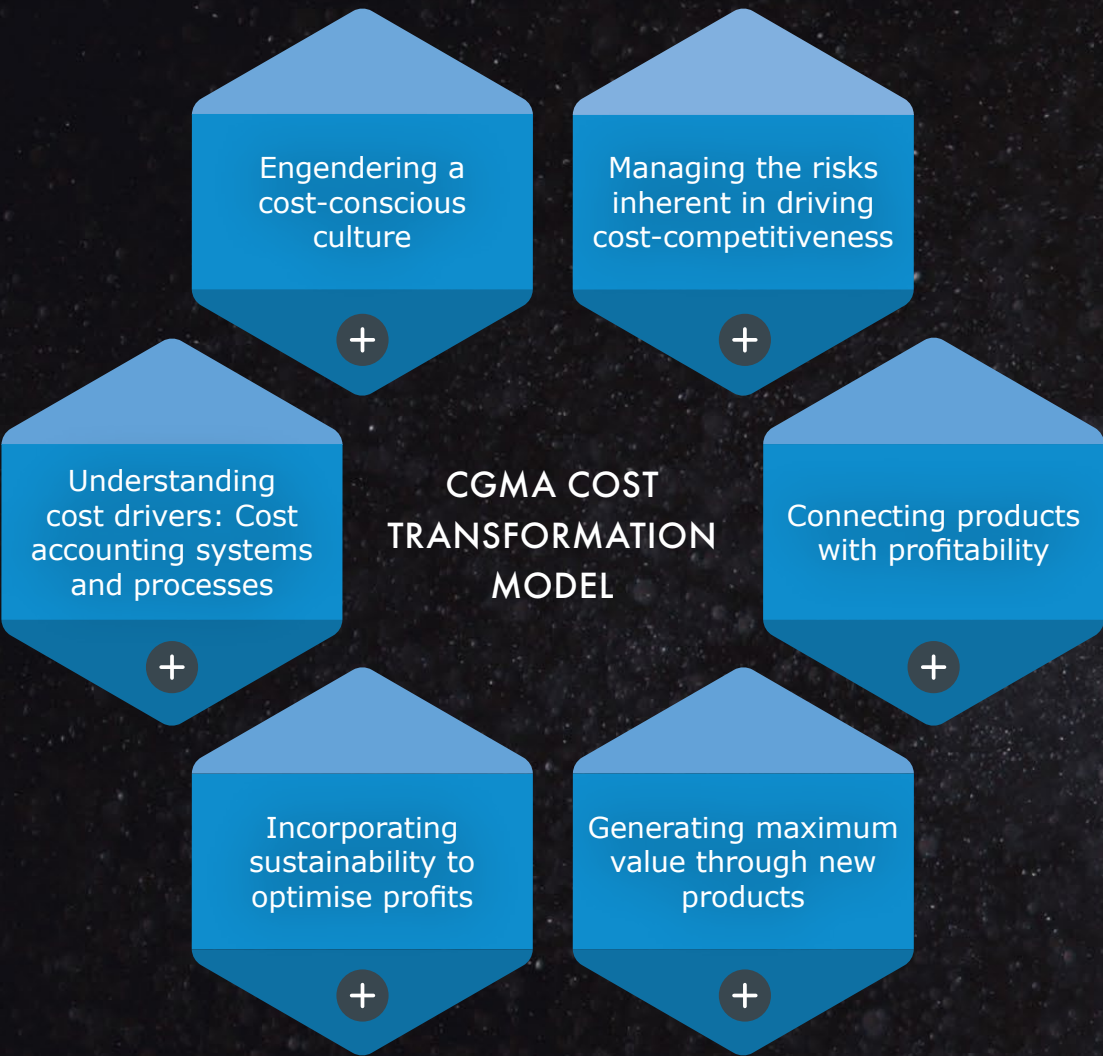 Engendering a
cost-conscious
culture
+
Managing the risks
inherent in driving
cost-competitiveness
+
Understanding
cost drivers: Cost
accounting systems
and processes
+
CGMA COST
TRANSFORMATION
MODEL
Connecting products
with profitability
+
Incorporating
sustainability to
optimise profits
+
Generating maximum
value through new
products
+